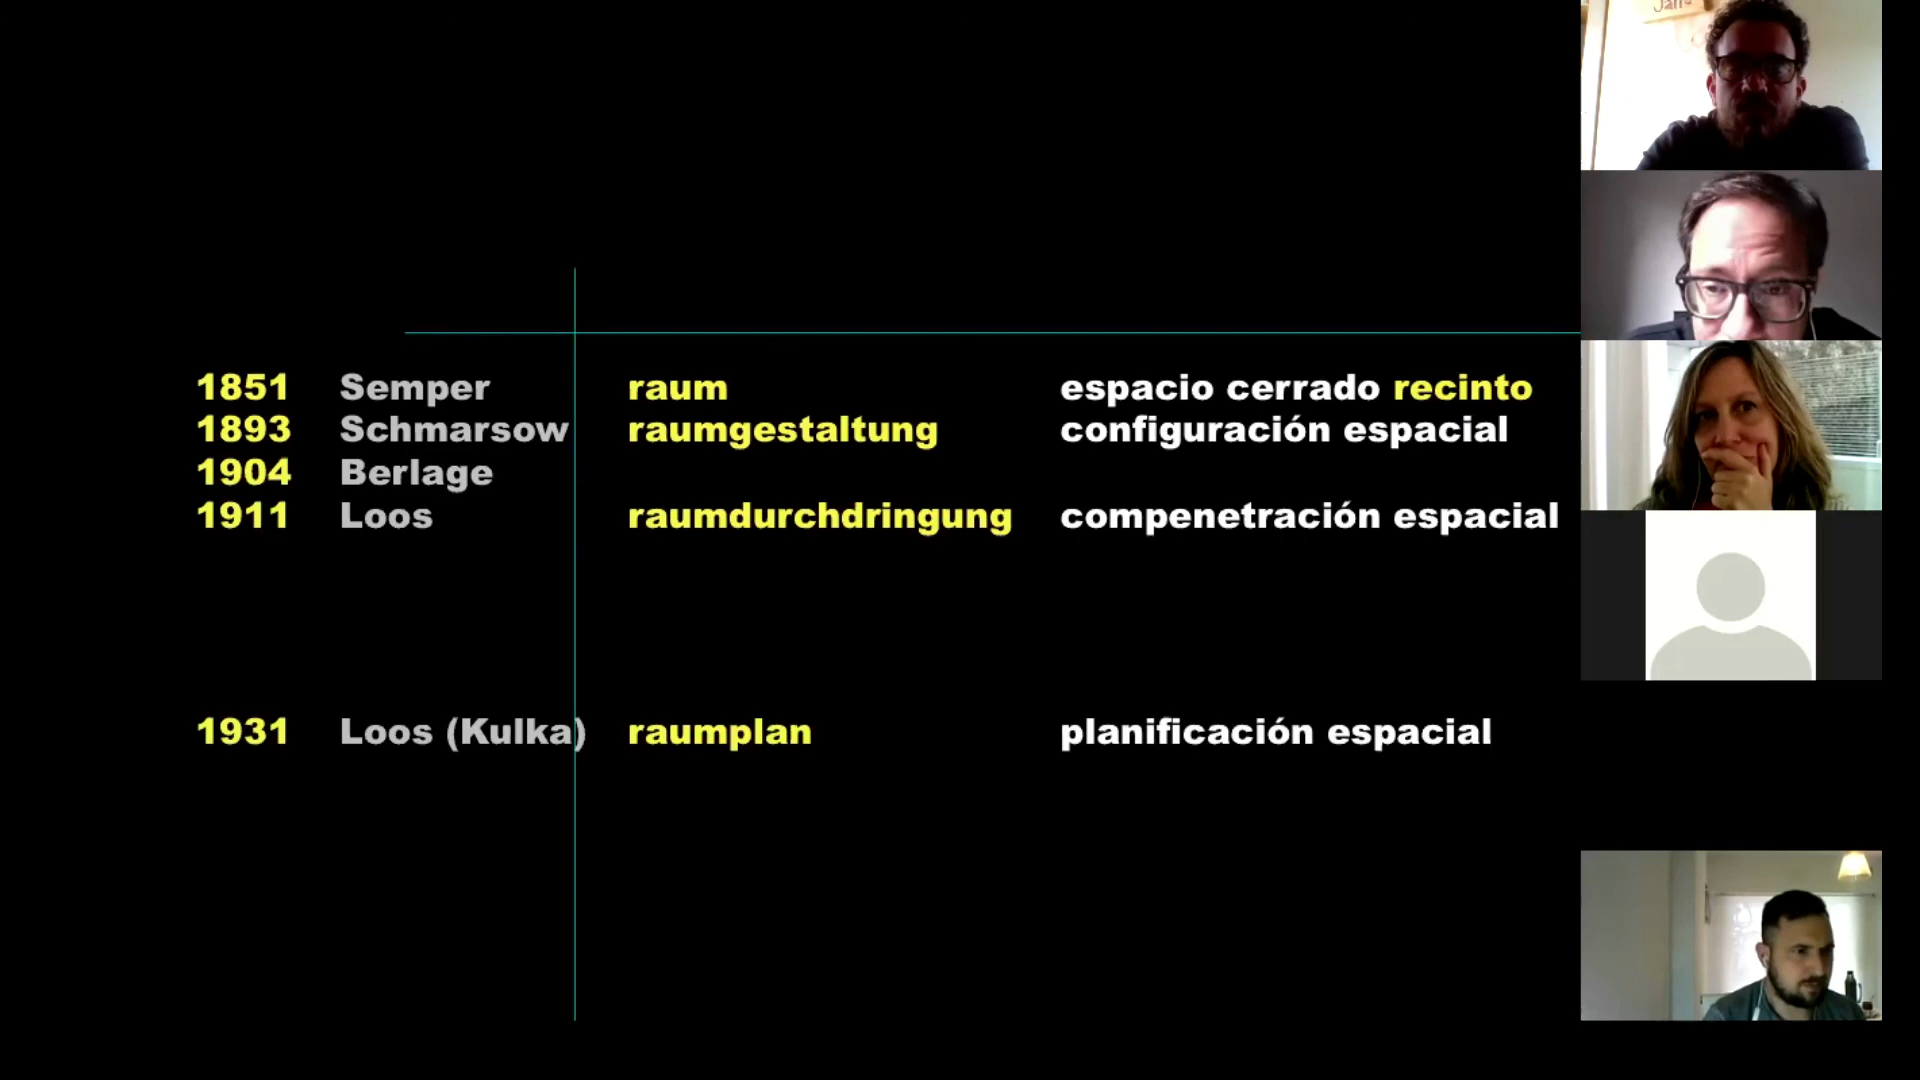 1851 Semper raum espacio cerrado recinto
1893 Schmarsow raumgestaltung configuración espacial
1904 Berlage
1911 Loos raumdurchdringung compenetración espacial
1931 Loos (Kulka) raumplan planificación espacial